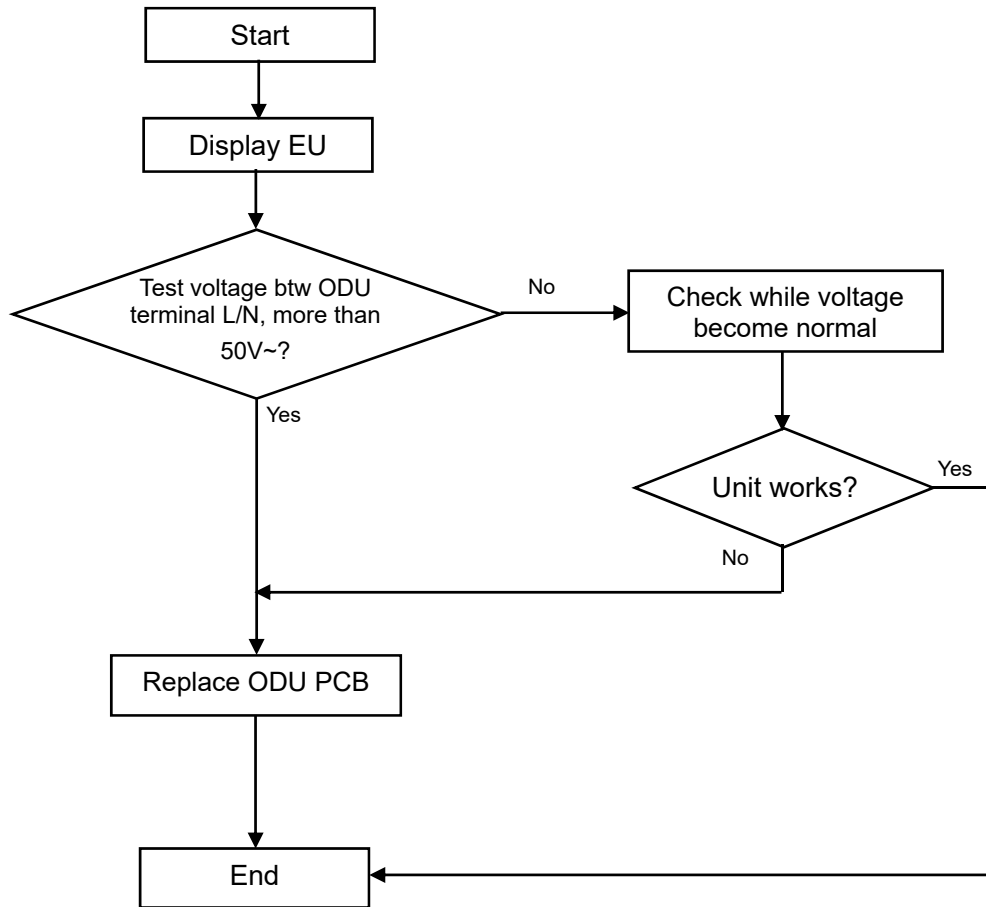 Start
Display EU
Test voltage btw ODU
terminal L/N, more than
50V~?
No
Check while voltage
become normal
Yes
Unit works?
Yes
No
Replace ODU PCB
End